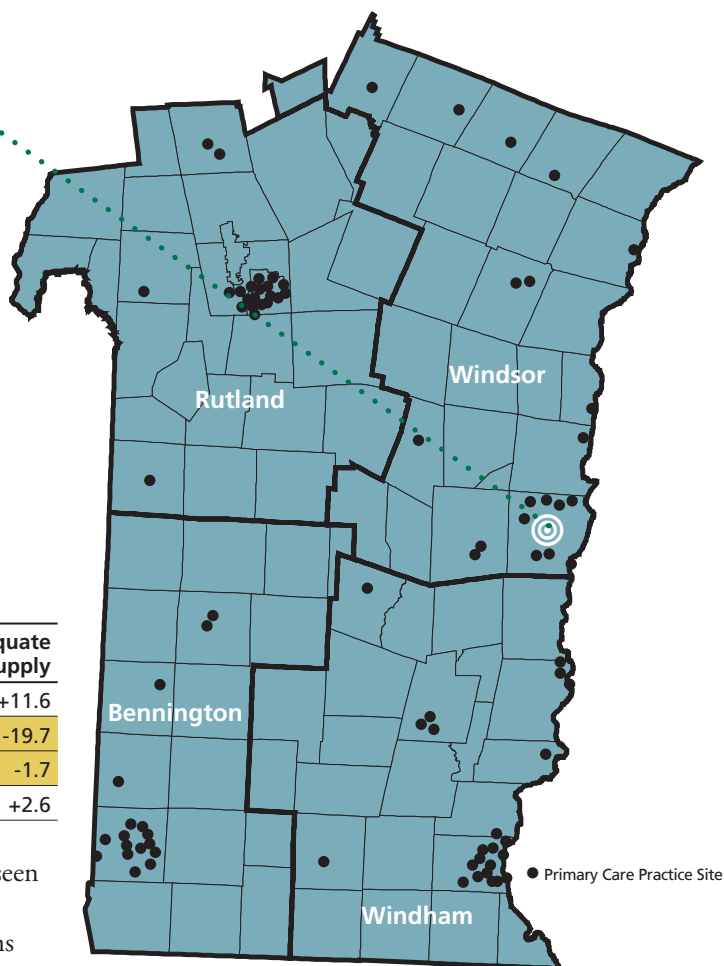 Windsor
Rutland
quate
upply
+11.6
-19.7
-1.7
+2.6
Bennington
seen
Primary Care Practice Site
Windham
ns